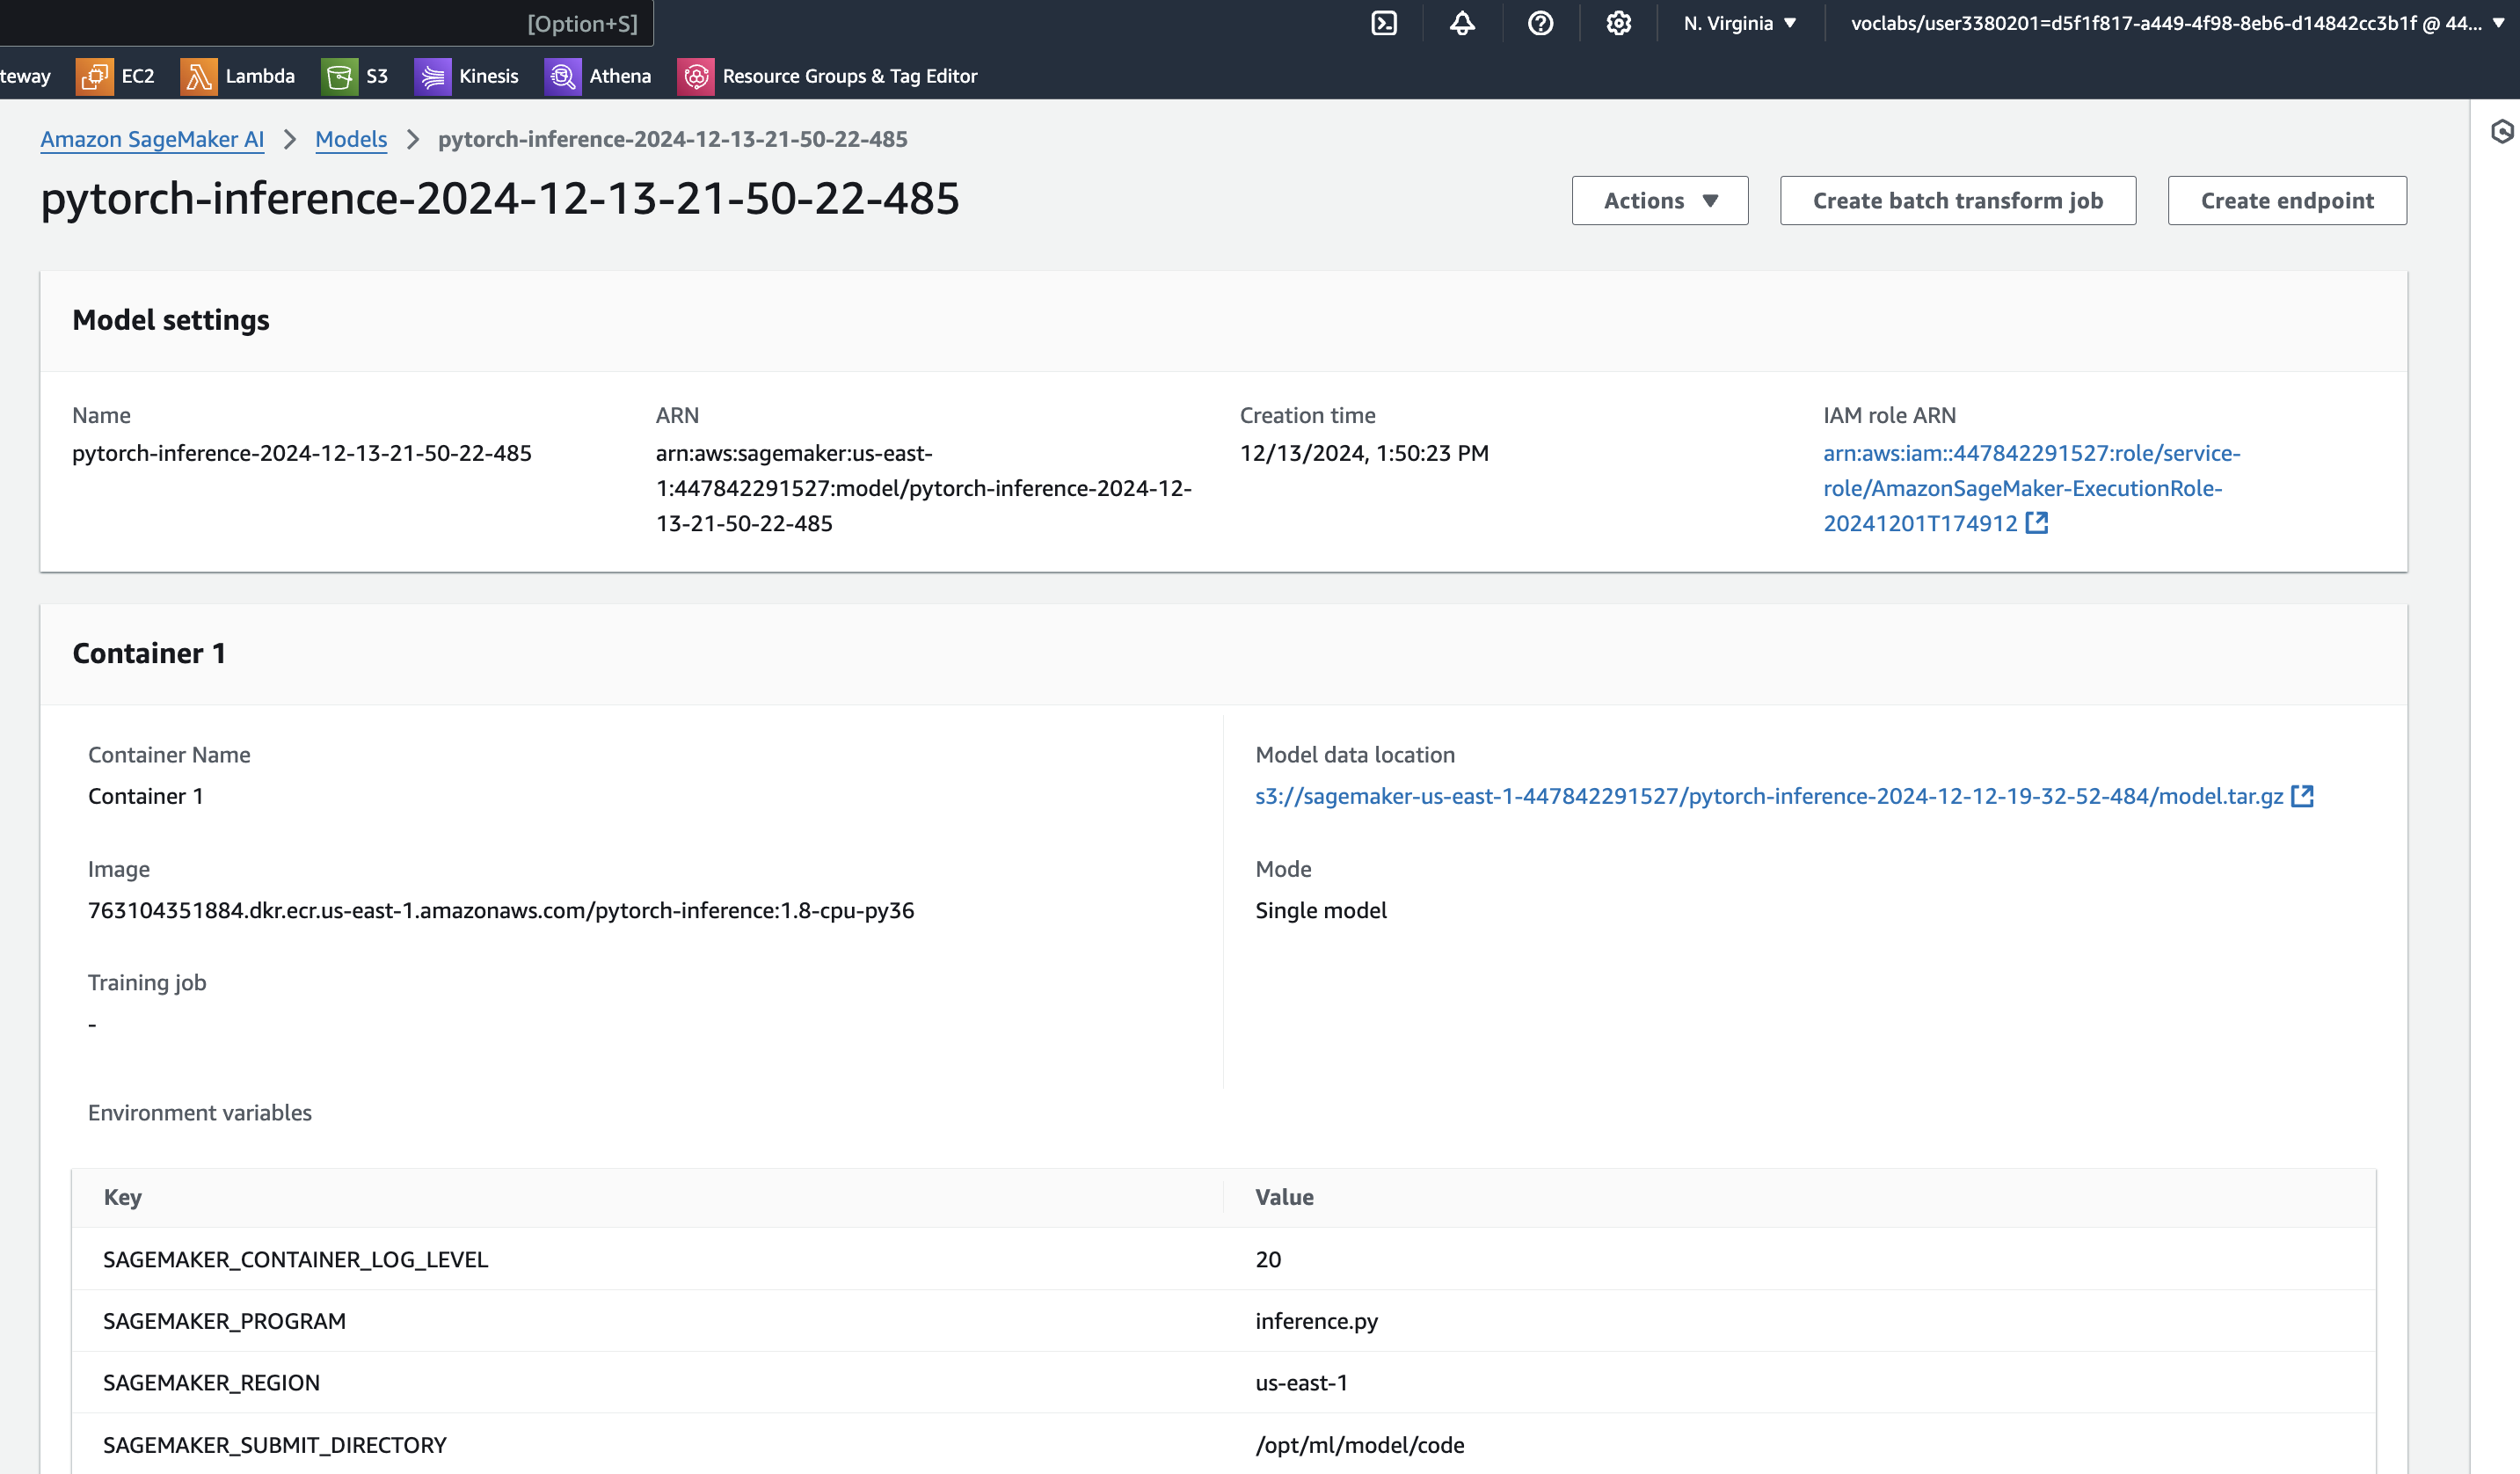 [Option+S]
N. Virginia
voclabs/user3380201=d5f1f817-a449-4f98-8eb6-d14842cc3b1f @ 44...
teway
EC2
Lambda
S3
Kinesis
Athena
Resource Groups & Tag Editor
Amazon SageMaker AI
Models
pytorch-inference-2024-12-13-21-50-22-485
pytorch-inference-2024-12-13-21-50-22-485
Actions
Create batch transform job
Create endpoint
Model settings
Name
pytorch-inference-2024-12-13-21-50-22-485
ARN
arn:aws:sagemaker:us-east-
1:447842291527:model/pytorch-inference-2024-12-
13-21-50-22-485
Creation time
12/13/2024, 1:50:23 PM
IAM role ARN
arn:aws:iam::447842291527:role/service-
role/AmazonSageMaker-ExecutionRole-
20241201T174912
Container 1
Container Name
Container 1
Model data location
s3://sagemaker-us-east-1-447842291527/pytorch-inference-2024-12-12-19-32-52-484/model.tar.gz
Image
763104351884.dkr.ecr.us-east-1.amazonaws.com/pytorch-inference:1.8-cpu-py36
Mode
Single model
Training job
-
Environment variables
Key
Value
SAGEMAKER_CONTAINER_LOG_LEVEL
20
SAGEMAKER_PROGRAM
inference.py
SAGEMAKER_REGION
us-east-1
SAGEMAKER_SUBMIT_DIRECTORY
/opt/ml/model/code